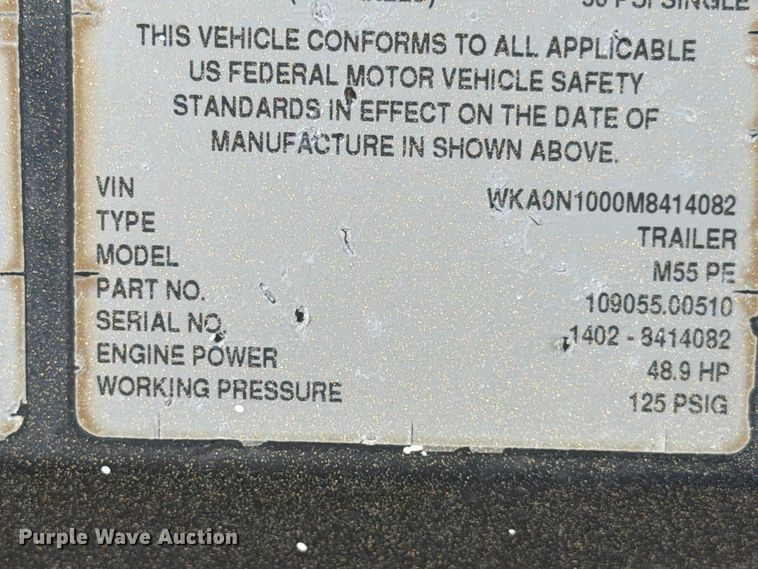 PSI SINGLE
THIS VEHICLE CONFORMS TO ALL APPLICABLE
US FEDERAL MOTOR VEHICLE SAFETY
STANDARDS IN EFFECT ON THE DATE OF
MANUFACTURE IN SHOWN ABOVE.
VIN WKA0N1000M8414082
TYPE TRAILER
MODEL M55 PE
PART NO. 109055.00510
SERIAL NO. 1402 - 8414082
ENGINE POWER 48.9 HP
WORKING PRESSURE 125 PSIG
Purple Wave Auction